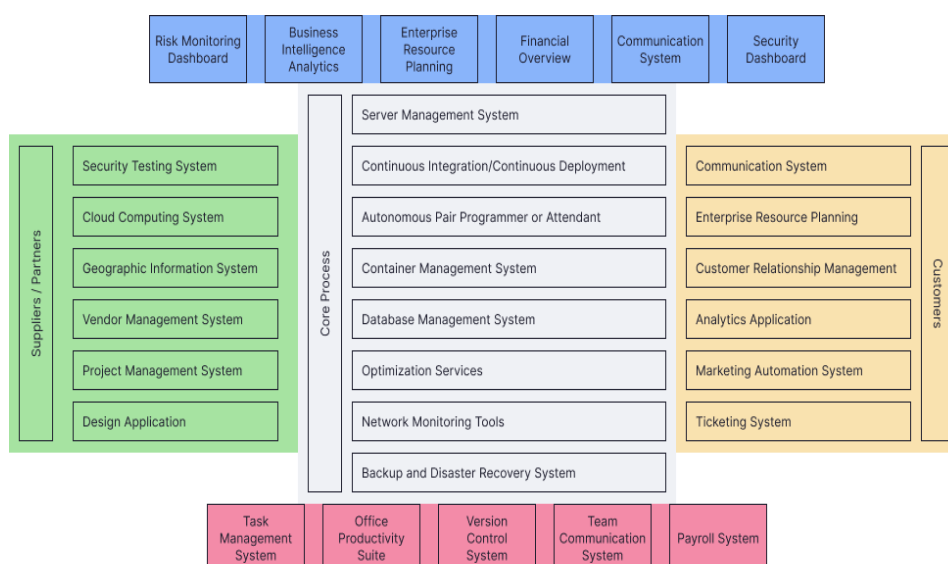 Risk Monitoring
Dashboard
Business
Intelligence
Analytics
Enterprise
Resource
Planning
Financial
Overview
Communication
System
Security
Dashboard
Suppliers / Partners
Security Testing System
Cloud Computing System
Geographic Information System
Vendor Management System
Project Management System
Design Application
Core Process
Server Management System
Continuous Integration/Continuous Deployment
Autonomous Pair Programmer or Attendant
Container Management System
Database Management System
Optimization Services
Network Monitoring Tools
Backup and Disaster Recovery System
Communication System
Enterprise Resource Planning
Customer Relationship Management
Analytics Application
Marketing Automation System
Ticketing System
Customers
Task
Management
System
Office
Productivity
Suite
Version
Control
System
Team
Communication
System
Payroll System